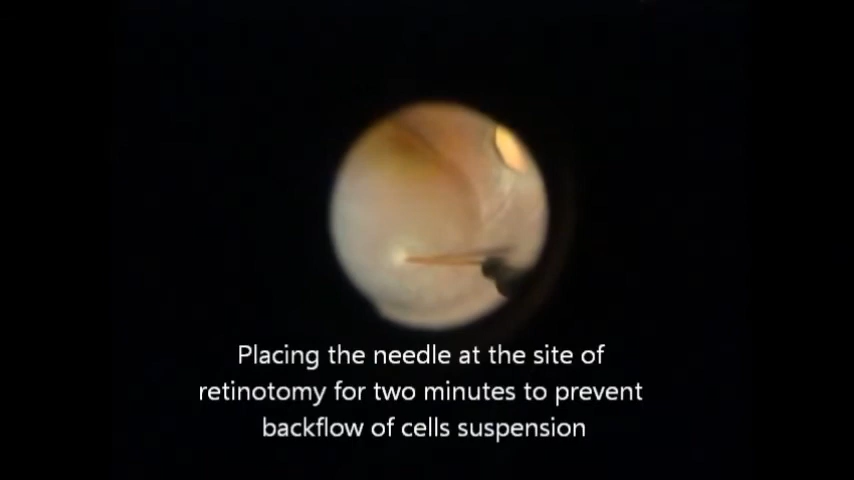 Placing the needle at the site of
retinotomy for two minutes to prevent
backflow of cells suspension